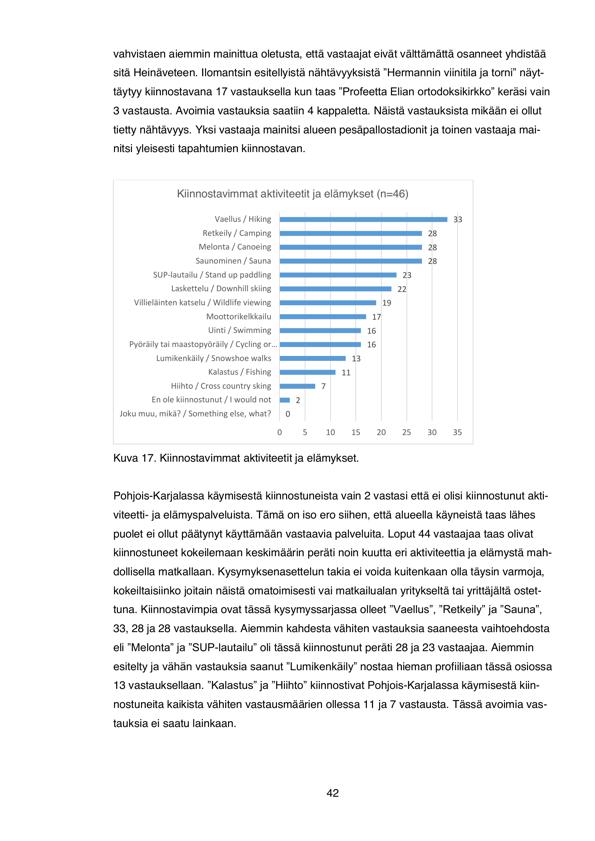 vahvistaen aiemmin mainittua oletusta, että vastaajat eivät välttämättä osanneet yhdistää
sitä Heinäveteen. Ilomantsin esitellyistä nähtävyyksistä ”Hermannin viinitila ja torni” näyt-
täytyy kiinnostavana 17 vastauksella kun taas ”Profeetta Elian ortodoksikirkko” keräsi vain
3 vastausta. Avoimia vastauksia saatiin 4 kappaletta. Näistä vastauksista mikään ei ollut
tietty nähtävyys. Yksi vastaaja mainitsi alueen pesäpallostadionit ja toinen vastaaja mai-
nitsi yleisesti tapahtumien kiinnostavan.
Kiinnostavimmat aktiviteetit ja elämykset (n=46)
Vaellus / Hiking 33
Retkeily / Camping 28
Melonta / Canoeing 28
Saunominen / Sauna 28
SUP-lautailu / Stand up paddling 23
Laskettelu / Downhill skiing 22
Villieläinten katselu / Wildlife viewing 19
Moottorikelkkailu 17
Uinti / Swimming 16
Pyöräily tai maastopyöräily / Cycling or… 16
Lumikenkäily / Snowshoe walks 13
Kalastus / Fishing 11
Hiihto / Cross country sking 7
En ole kiinnostunut / I would not 2
Joku muu, mikä? / Something else, what? 0
0 5 10 15 20 25 30 35
Kuva 17. Kiinnostavimmat aktiviteetit ja elämykset.
Pohjois-Karjalassa käymisestä kiinnostuneista vain 2 vastasi että ei olisi kiinnostunut akti-
viteetti- ja elämyspalveluista. Tämä on iso ero siihen, että alueella käyneistä taas lähes
puolet ei ollut päätynyt käyttämään vastaavia palveluita. Loput 44 vastaajaa taas olivat
kiinnostuneet kokeilemaan keskimäärin peräti noin kuutta eri aktiviteettia ja elämystä mah-
dollisella matkallaan. Kysymyksenasettelun takia ei voida kuitenkaan olla täysin varmoja,
kokeiltaisiinko joitain näistä omatoimisesti vai matkailualan yritykseltä tai yrittäjältä ostet-
tuna. Kiinnostavimpia ovat tässä kysymyssarjassa olleet ”Vaellus”, ”Retkeily” ja ”Sauna”,
33, 28 ja 28 vastauksella. Aiemmin kahdesta vähiten vastauksia saaneesta vaihtoehdosta
eli ”Melonta” ja ”SUP-lautailu” oli tässä kiinnostunut peräti 28 ja 23 vastaajaa. Aiemmin
esitelty ja vähän vastauksia saanut ”Lumikenkäily” nostaa hieman profiiliaan tässä osiossa
13 vastauksellaan. ”Kalastus” ja ”Hiihto” kiinnostivat Pohjois-Karjalassa käymisestä kiin-
nostuneita kaikista vähiten vastausmäärien ollessa 11 ja 7 vastausta. Tässä avoimia vas-
tauksia ei saatu lainkaan.
42